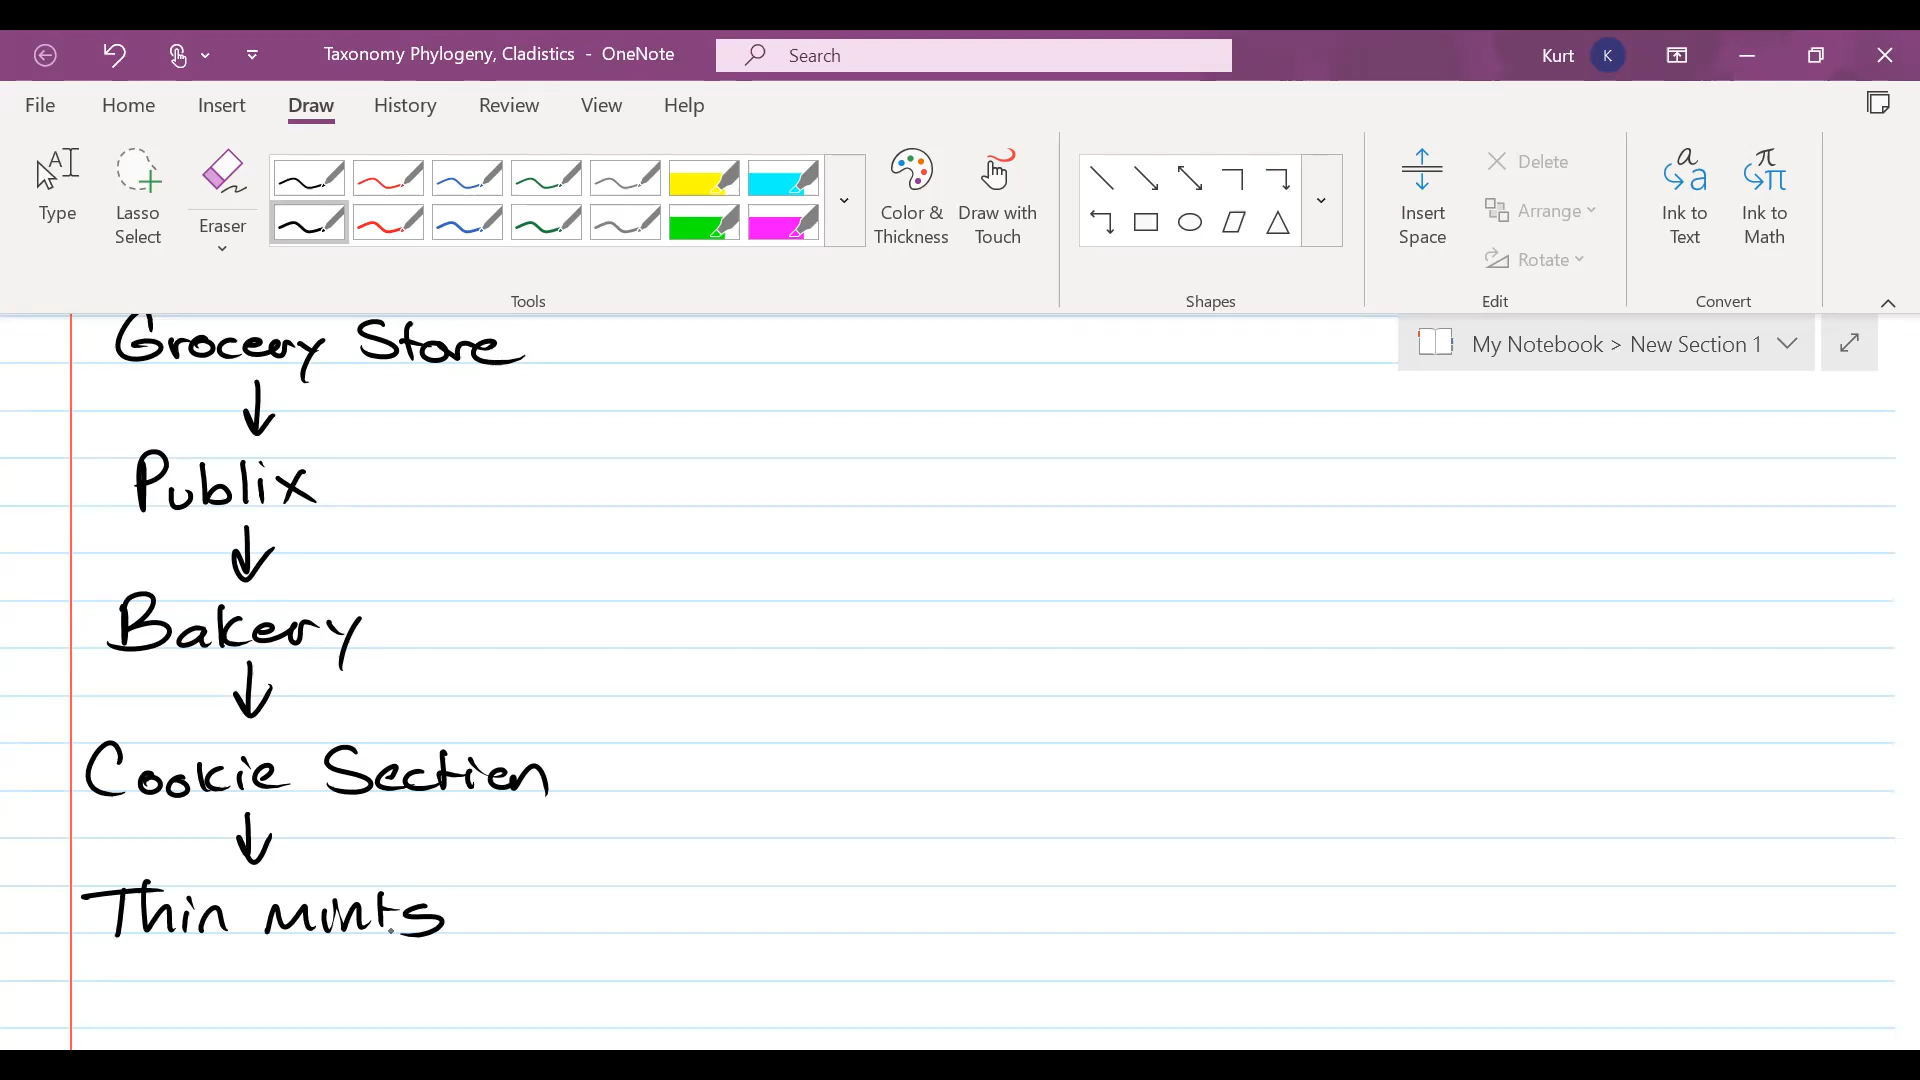 Taxonomy Phylogeny, Cladistics - OneNote
Search
Kurt K
File Home Insert Draw History Review View Help
Type
Lasso Select
Eraser
Color & Thickness
Draw with Touch
Insert Space
Delete
Arrange
Rotate
Ink to Text
Ink to Math
Tools Shapes Edit Convert
My Notebook > New Section 1
Grocery Store
Publix
Bakery
Cookie Section
Thin mints